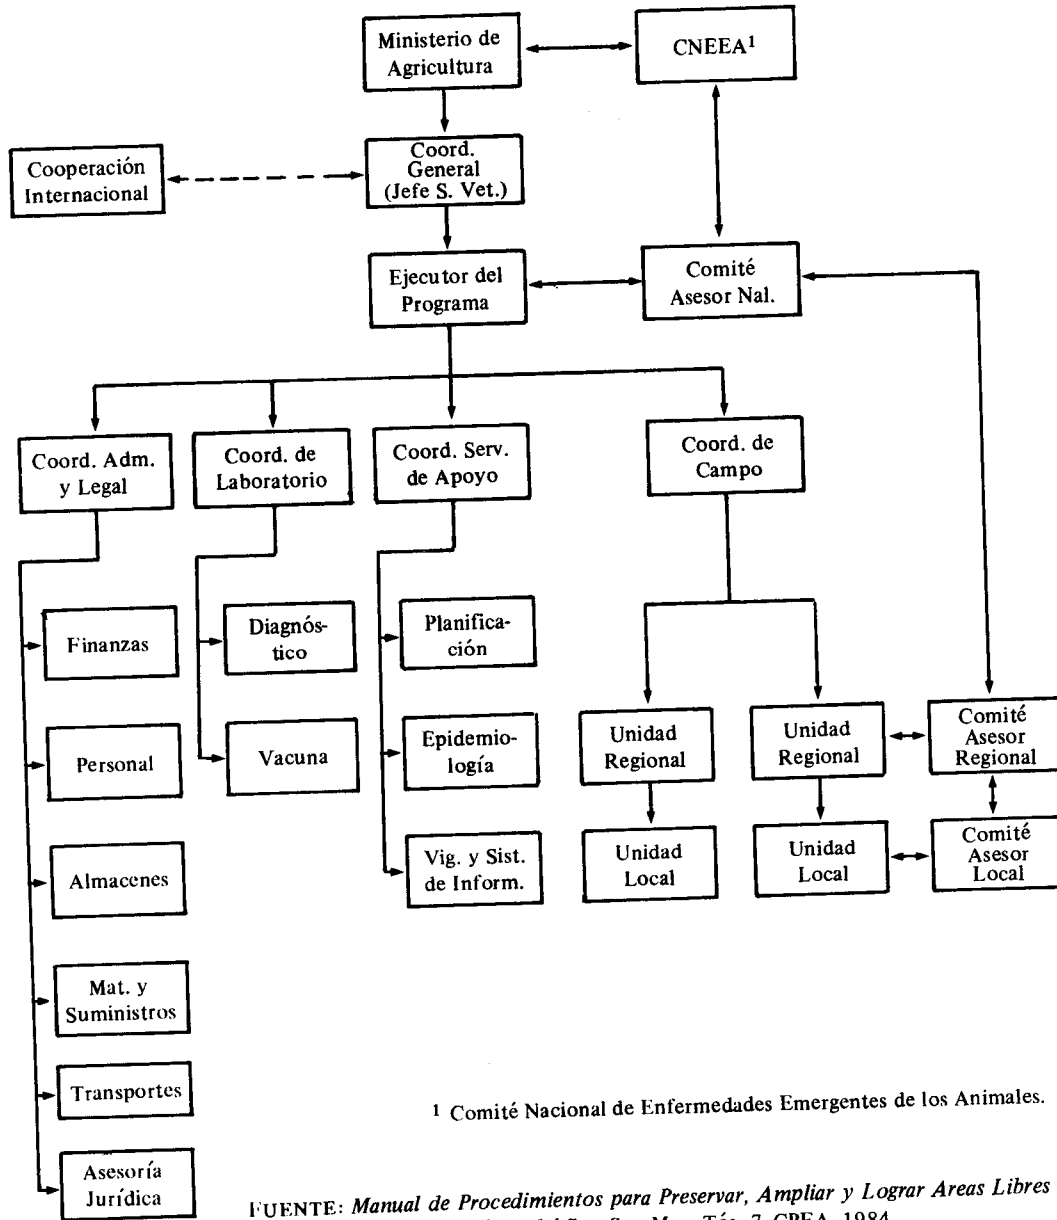 Ministerio de
Agricultura
CNEEA¹
Coord.
General
(Jefe S. Vet.)
Cooperación
Internacional
Ejecutor del
Programa
Comité
Asesor Nal.
Coord. Adm.
y Legal
Coord. de
Laboratorio
Coord. Serv.
de Apoyo
Coord. de
Campo
Finanzas
Personal
Almacenes
Mat. y
Suministros
Transportes
Asesoría
Jurídica
Diagnós-
tico
Vacuna
Planifica-
ción
Epidemio-
logía
Vig. y Sist.
de Inform.
Unidad
Regional
Unidad
Local
Unidad
Regional
Unidad
Local
Comité
Asesor
Regional
Comité
Asesor
Local
¹ Comité Nacional de Enfermedades Emergentes de los Animales.
FUENTE: Manual de Procedimientos para Preservar, Ampliar y Lograr Areas Libres
7 CPFA 1984